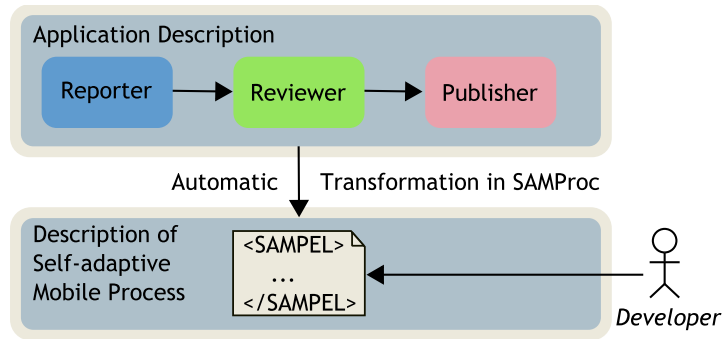 Application Description
Reporter
Reviewer
Publisher
Automatic
Transformation in SAMProc
Description of
Self-adaptive
Mobile Process
<SAMPEL>
...
</SAMPEL>
Developer